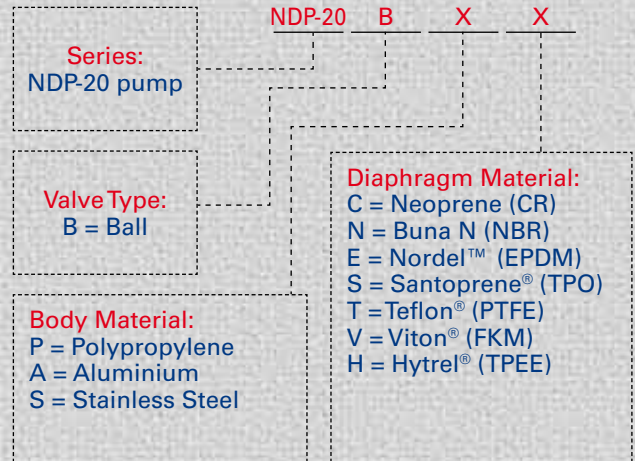 NDP-20 B X X
Series:
NDP-20 pump
Valve Type:
B = Ball
Body Material:
P = Polypropylene
A = Aluminium
S = Stainless Steel
Diaphragm Material:
C = Neoprene (CR)
N = Buna N (NBR)
E = Nordel™ (EPDM)
S = Santoprene® (TPO)
T = Teflon® (PTFE)
V = Viton® (FKM)
H = Hytrel® (TPEE)